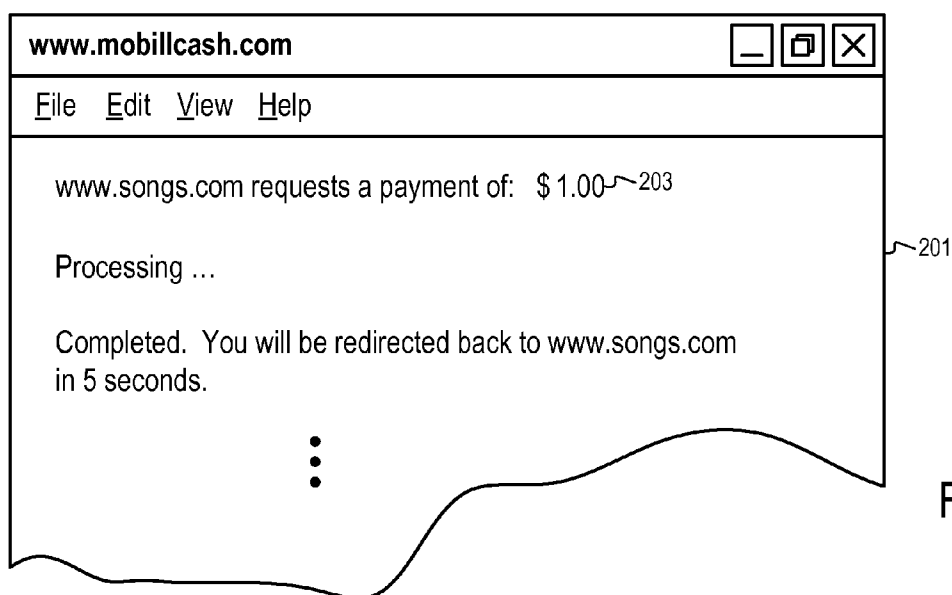 www.mobillcash.com
File Edit View Help
www.songs.com requests a payment of: $ 1.00 203
Processing ...
201
Completed. You will be redirected back to www.songs.com
in 5 seconds.